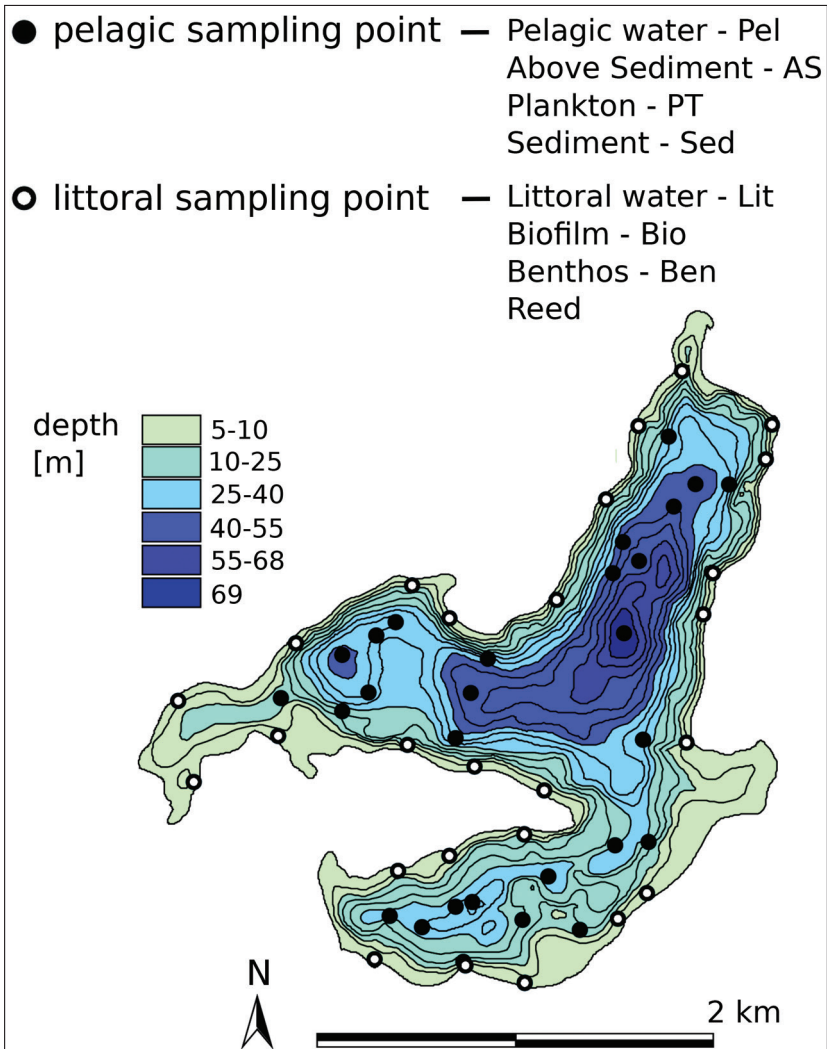 pelagic sampling point — Pelagic water - Pel
Above Sediment - AS
Plankton - PT
Sediment - Sed
littoral sampling point — Littoral water - Lit
Biofilm - Bio
Benthos - Ben
Reed
depth
[m]
5-10
10-25
25-40
40-55
55-68
69
N
2 km